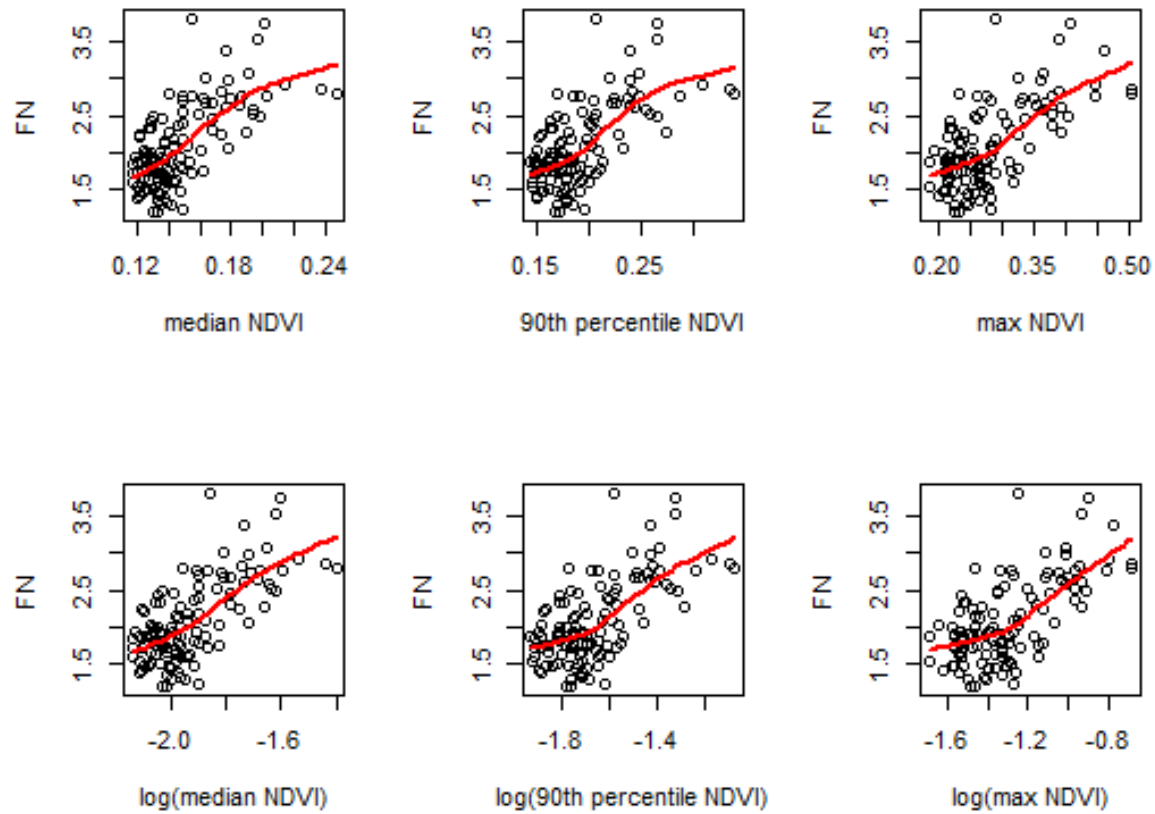 FN 3.5 2.5 1.5
0.12 0.18 0.24
median NDVI
FN 3.5 2.5 1.5
0.15 0.25
90th percentile NDVI
FN 3.5 2.5 1.5
0.20 0.35 0.50
max NDVI
FN 3.5 2.5 1.5
-2.0 -1.6
log(median NDVI)
FN 3.5 2.5 1.5
-1.8 -1.4
log(90th percentile NDVI)
FN 3.5 2.5 1.5
-1.6 -1.2 -0.8
log(max NDVI)